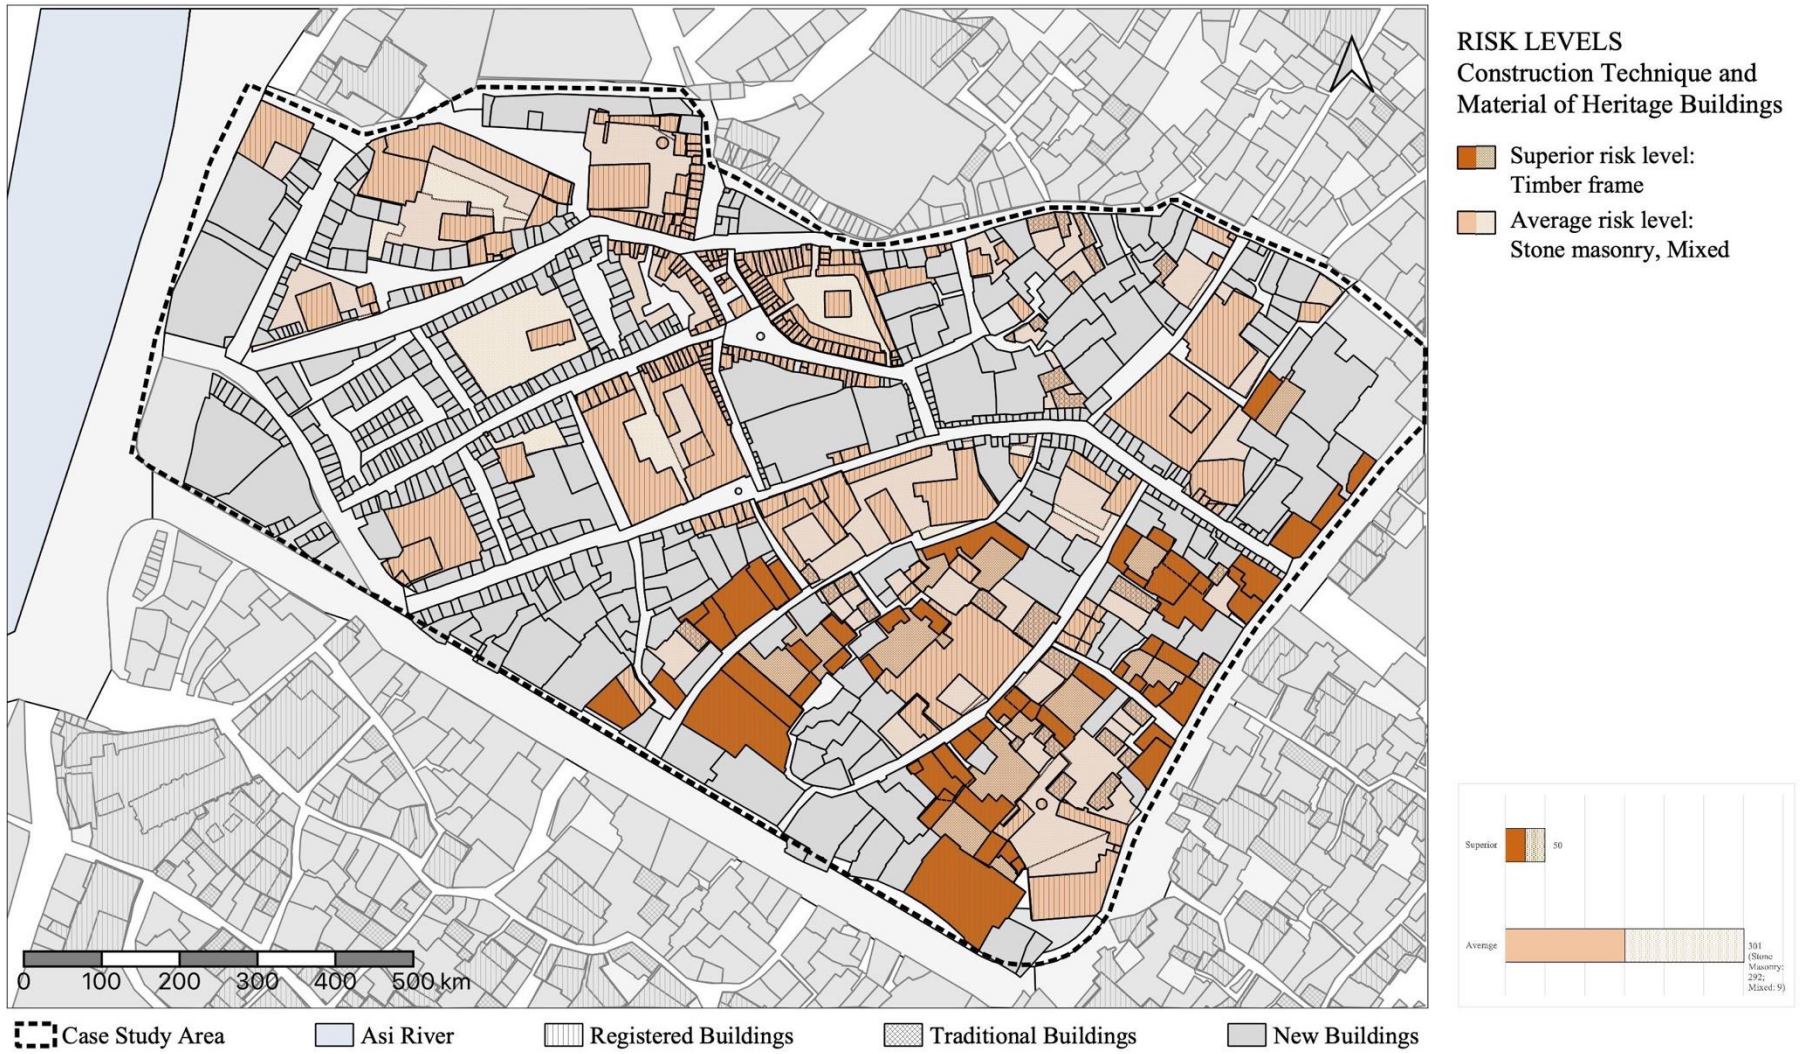 RISK LEVELS
Construction Technique and
Material of Heritage Buildings
Superior risk level:
Timber frame
Average risk level:
Stone masonry, Mixed
Superior
50
Average
301
(Stone
Masonry:
292;
Mixed: 9)
0 100 200 300 400 500 km
Case Study Area
Asi River
Registered Buildings
Traditional Buildings
New Buildings